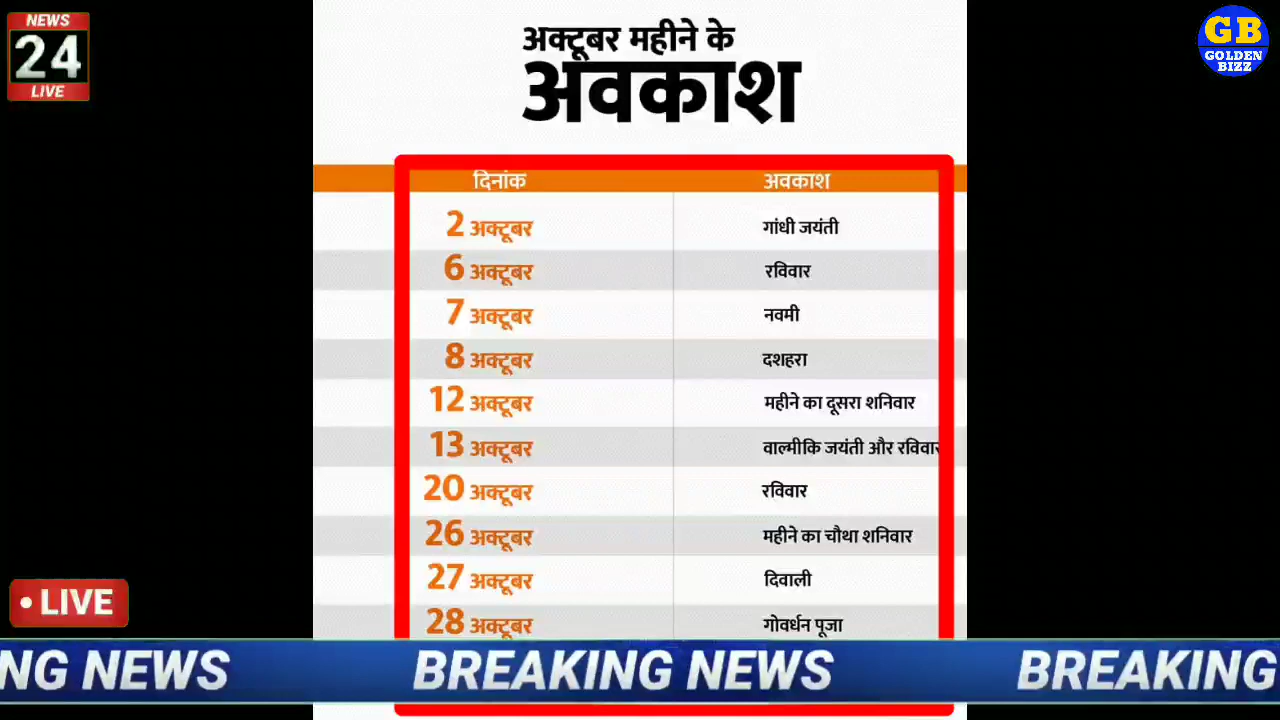 NEWS
24
LIVE
GB
GOLDEN
BIZZ
अक्टूबर महीने के
अवकाश
दिनांक अवकाश
2 अक्टूबर गांधी जयंती
6 अक्टूबर रविवार
7 अक्टूबर नवमी
8 अक्टूबर दशहरा
12 अक्टूबर महीने का दूसरा शनिवार
13 अक्टूबर वाल्मीकि जयंती और रविवार
20 अक्टूबर रविवार
26 अक्टूबर महीने का चौथा शनिवार
27 अक्टूबर दिवाली
28 अक्टूबर गोवर्धन पूजा
• LIVE
NG NEWS BREAKING NEWS BREAKING